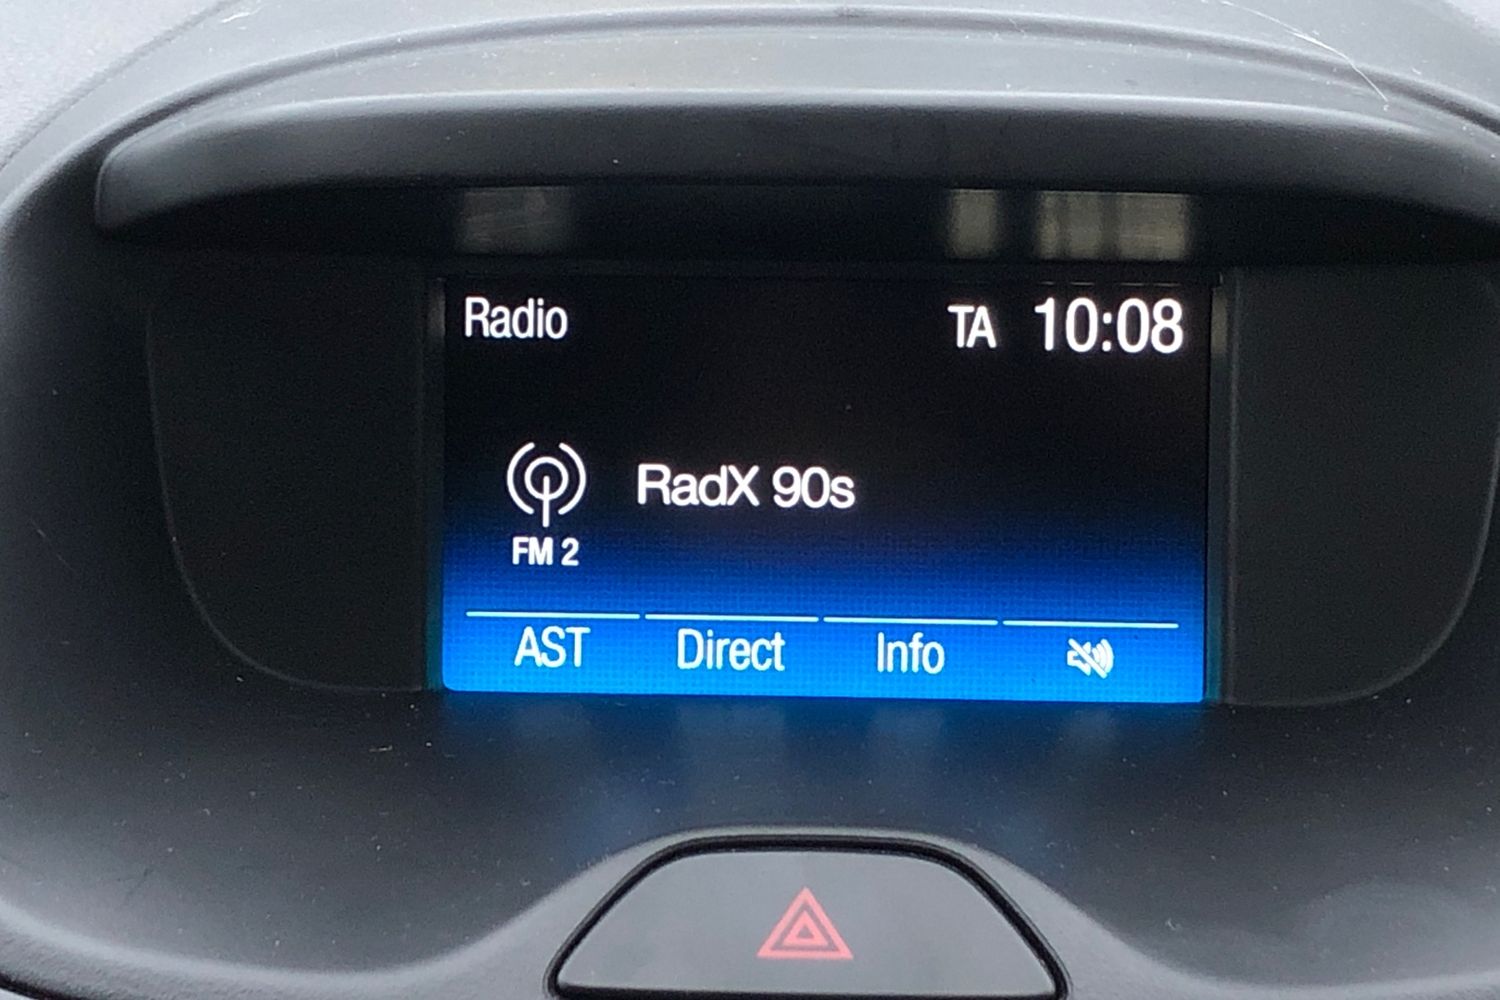 Radio TA 10:08
RadX 90s
FM 2
AST Direct Info